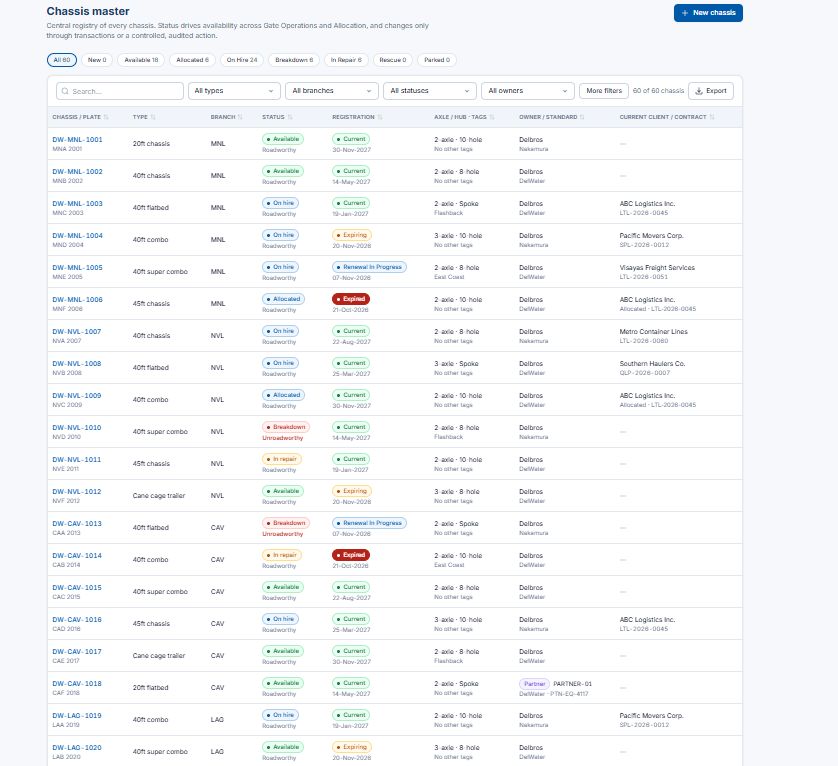 Chassis master
Central registry of every chassis. Status drives availability across Gate Operations and Allocation, and changes only
through transactions or a controlled, audited action.
+ New chassis
All 60 New 0 Available 18 Allocated 6 On Hire 24 Breakdown 6 In Repair 6 Rescue 0 Parked 0
Search... All types All branches All statuses All owners More filters 60 of 60 chassis Export
CHASSIS / PLATE TYPE BRANCH STATUS REGISTRATION AXLE / HUB · TAGS OWNER / STANDARD CURRENT CLIENT / CONTRACT
DW-MNL-1001 20ft chassis MNL Available Current 2-axle · 10-hole Delbros —
MNA 2001 Roadworthy 30-Nov-2027 No other tags Nakamura
DW-MNL-1002 40ft chassis MNL Available Current 2-axle · 8-hole Delbros —
MNB 2002 Roadworthy 14-May-2027 No other tags DelWater
DW-MNL-1003 40ft flatbed MNL On hire Current 2-axle · Spoke Delbros ABC Logistics Inc.
MNC 2003 Roadworthy 19-Jan-2027 Flashback DelWater LTL-2026-0045
DW-MNL-1004 40ft combo MNL On hire Expiring 3-axle · 10-hole Delbros Pacific Movers Corp.
MND 2004 Roadworthy 20-Nov-2026 No other tags Nakamura SPL-2026-0012
DW-MNL-1005 40ft super combo MNL On hire Renewal In Progress 2-axle · 8-hole Delbros Visayas Freight Services
MNE 2005 Roadworthy 07-Nov-2026 East Coast DelWater LTL-2026-0051
DW-MNL-1006 45ft chassis MNL Allocated Expired 2-axle · 10-hole Delbros ABC Logistics Inc.
MNF 2006 Roadworthy 21-Oct-2026 No other tags DelWater Allocated · LTL-2026-0045
DW-NVL-1007 40ft chassis NVL On hire Current 2-axle · 8-hole Delbros Metro Container Lines
NVA 2007 Roadworthy 22-Aug-2027 No other tags Nakamura LTL-2026-0060
DW-NVL-1008 40ft flatbed NVL On hire Current 3-axle · Spoke Delbros Southern Haulers Co.
NVB 2008 Roadworthy 25-Mar-2027 No other tags DelWater QLP-2026-0007
DW-NVL-1009 40ft combo NVL Allocated Current 2-axle · 10-hole Delbros ABC Logistics Inc.
NVC 2009 Roadworthy 30-Nov-2027 No other tags DelWater Allocated · LTL-2026-0045
DW-NVL-1010 40ft super combo NVL Breakdown Current 2-axle · 8-hole Delbros —
NVD 2010 Unroadworthy 14-May-2027 Flashback Nakamura
DW-NVL-1011 45ft chassis NVL In repair Current 2-axle · 10-hole Delbros —
NVE 2011 Roadworthy 19-Jan-2027 No other tags DelWater
DW-NVL-1012 Cane cage trailer NVL Available Expiring 3-axle · 8-hole Delbros —
NVF 2012 Roadworthy 20-Nov-2026 No other tags DelWater
DW-CAV-1013 40ft flatbed CAV Breakdown Renewal In Progress 2-axle · Spoke Delbros —
CAA 2013 Unroadworthy 07-Nov-2026 No other tags Nakamura
DW-CAV-1014 40ft combo CAV In repair Expired 2-axle · 10-hole Delbros —
CAB 2014 Roadworthy 21-Oct-2026 East Coast DelWater
DW-CAV-1015 40ft super combo CAV Available Current 2-axle · 8-hole Delbros —
CAC 2015 Roadworthy 22-Aug-2027 No other tags DelWater
DW-CAV-1016 45ft chassis CAV On hire Current 3-axle · 10-hole Delbros ABC Logistics Inc.
CAD 2016 Roadworthy 25-Mar-2027 No other tags Nakamura LTL-2026-0045
DW-CAV-1017 Cane cage trailer CAV Available Current 2-axle · 8-hole Delbros —
CAE 2017 Roadworthy 30-Nov-2027 Flashback DelWater
DW-CAV-1018 20ft flatbed CAV Available Current 2-axle · Spoke Partner PARTNER-01 —
CAF 2018 Roadworthy 14-May-2027 No other tags DelWater · PTN-EQ-4117
DW-LAG-1019 40ft combo LAG On hire Current 2-axle · 10-hole Delbros Pacific Movers Corp.
LAA 2019 Roadworthy 19-Jan-2027 No other tags Nakamura SPL-2026-0012
DW-LAG-1020 40ft super combo LAG Available Expiring 3-axle · 8-hole Delbros —
LAB 2020 Roadworthy 20-Nov-2026 No other tags DelWater